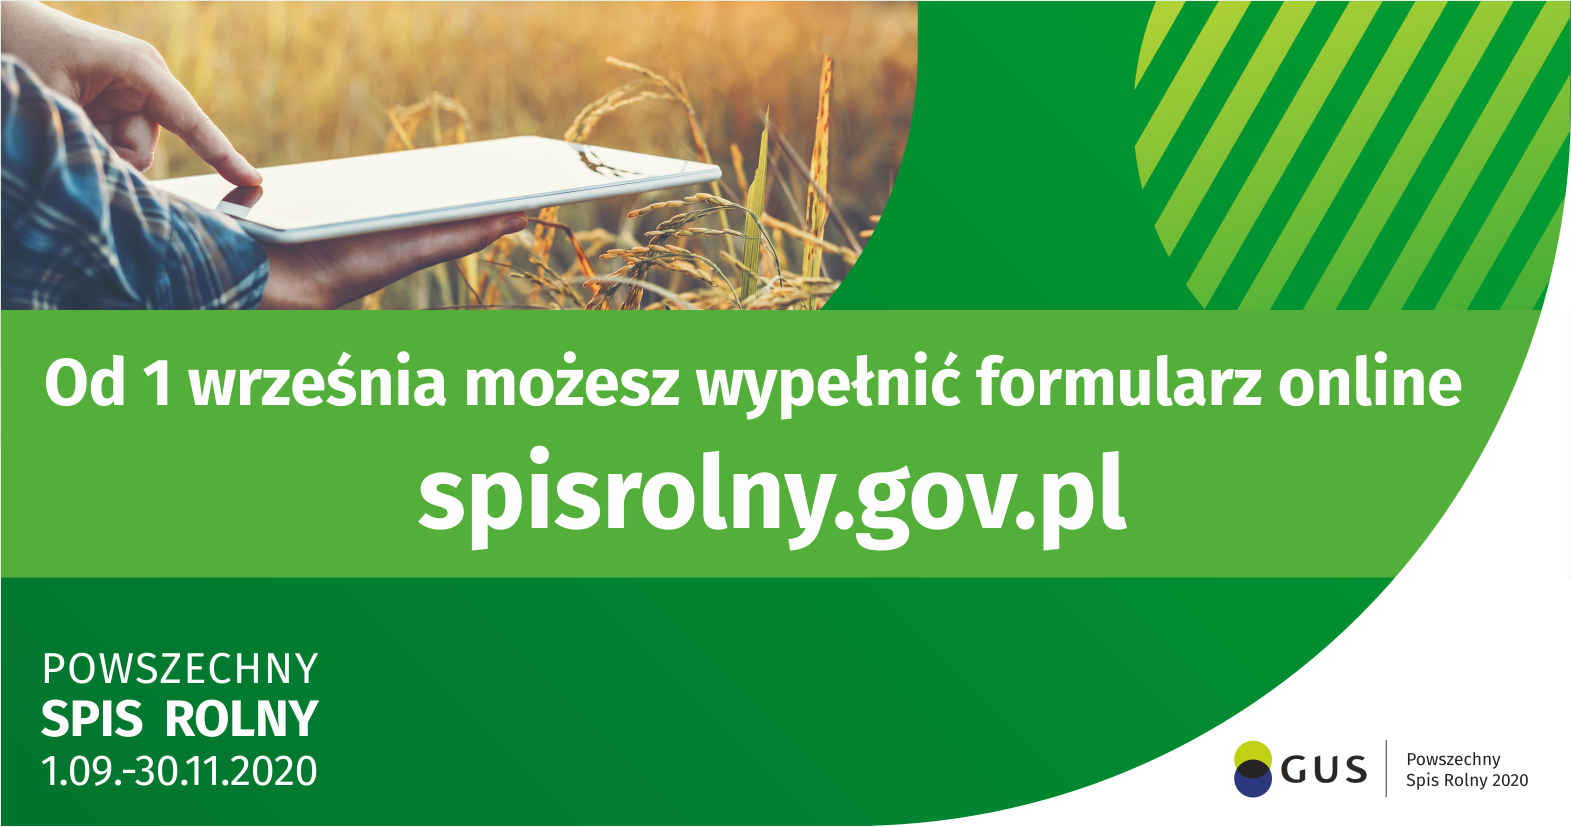 Od 1 września możesz wypełnić formularz online
spisrolny.gov.pl
POWSZECHNY
SPIS ROLNY
1.09.-30.11.2020
GUS
Powszechny
Spis Rolny 2020